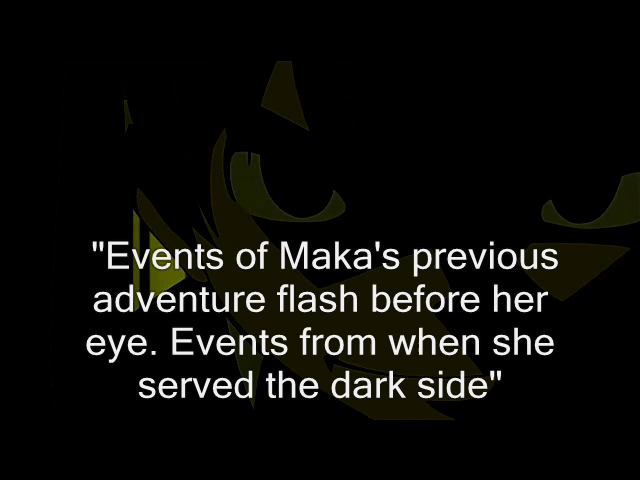 "Events of Maka's previous
adventure flash before her
eye. Events from when she
served the dark side"